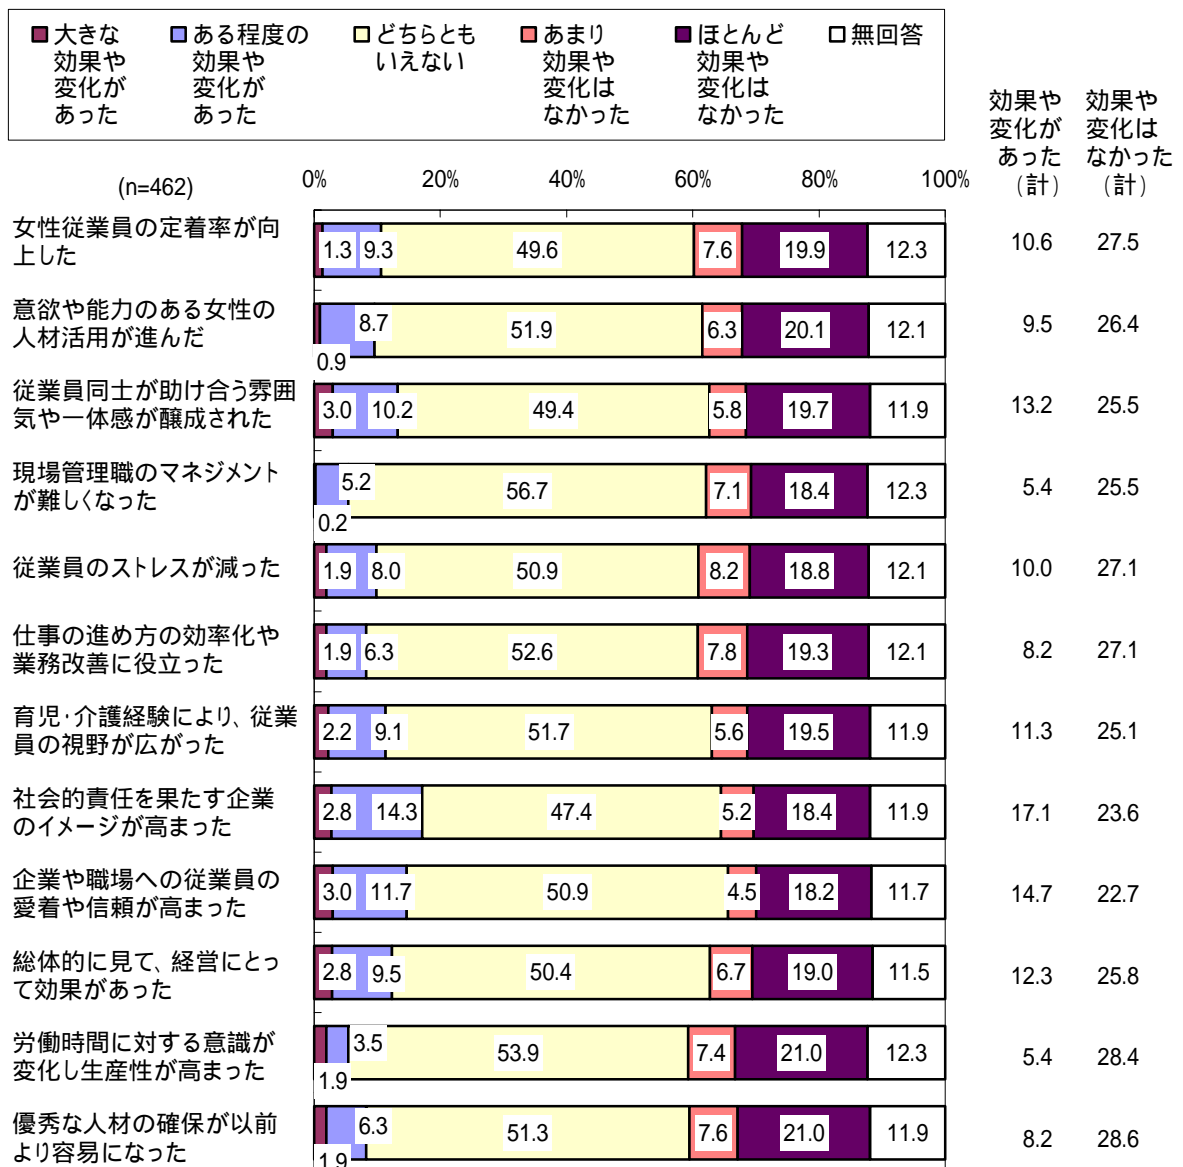 大きな
効果や
変化が
あった
ある程度の
効果や
変化が
あった
どちらとも
いえない
あまり
効果や
変化は
なかった
ほとんど
効果や
変化は
なかった
無回答
効果や
変化が
あった
(計)
効果や
変化は
なかった
(計)
(n=462)
0% 20% 40% 60% 80% 100%
女性従業員の定着率が向
上した
1.3 9.3 49.6 7.6 19.9 12.3 10.6 27.5
意欲や能力のある女性の
人材活用が進んだ
0.9 8.7 51.9 6.3 20.1 12.1 9.5 26.4
従業員同士が助け合う雰囲
気や一体感が醸成された
3.0 10.2 49.4 5.8 19.7 11.9 13.2 25.5
現場管理職のマネジメント
が難しくなった
0.2 5.2 56.7 7.1 18.4 12.3 5.4 25.5
従業員のストレスが減った
1.9 8.0 50.9 8.2 18.8 12.1 10.0 27.1
仕事の進め方の効率化や
業務改善に役立った
1.9 6.3 52.6 7.8 19.3 12.1 8.2 27.1
育児・介護経験により、従業
員の視野が広がった
2.2 9.1 51.7 5.6 19.5 11.9 11.3 25.1
社会的責任を果たす企業
のイメージが高まった
2.8 14.3 47.4 5.2 18.4 11.9 17.1 23.6
企業や職場への従業員の
愛着や信頼が高まった
3.0 11.7 50.9 4.5 18.2 11.7 14.7 22.7
総体的に見て、経営にとっ
て効果があった
2.8 9.5 50.4 6.7 19.0 11.5 12.3 25.8
労働時間に対する意識が
変化し生産性が高まった
1.9 3.5 53.9 7.4 21.0 12.3 5.4 28.4
優秀な人材の確保が以前
より容易になった
1.9 6.3 51.3 7.6 21.0 11.9 8.2 28.6